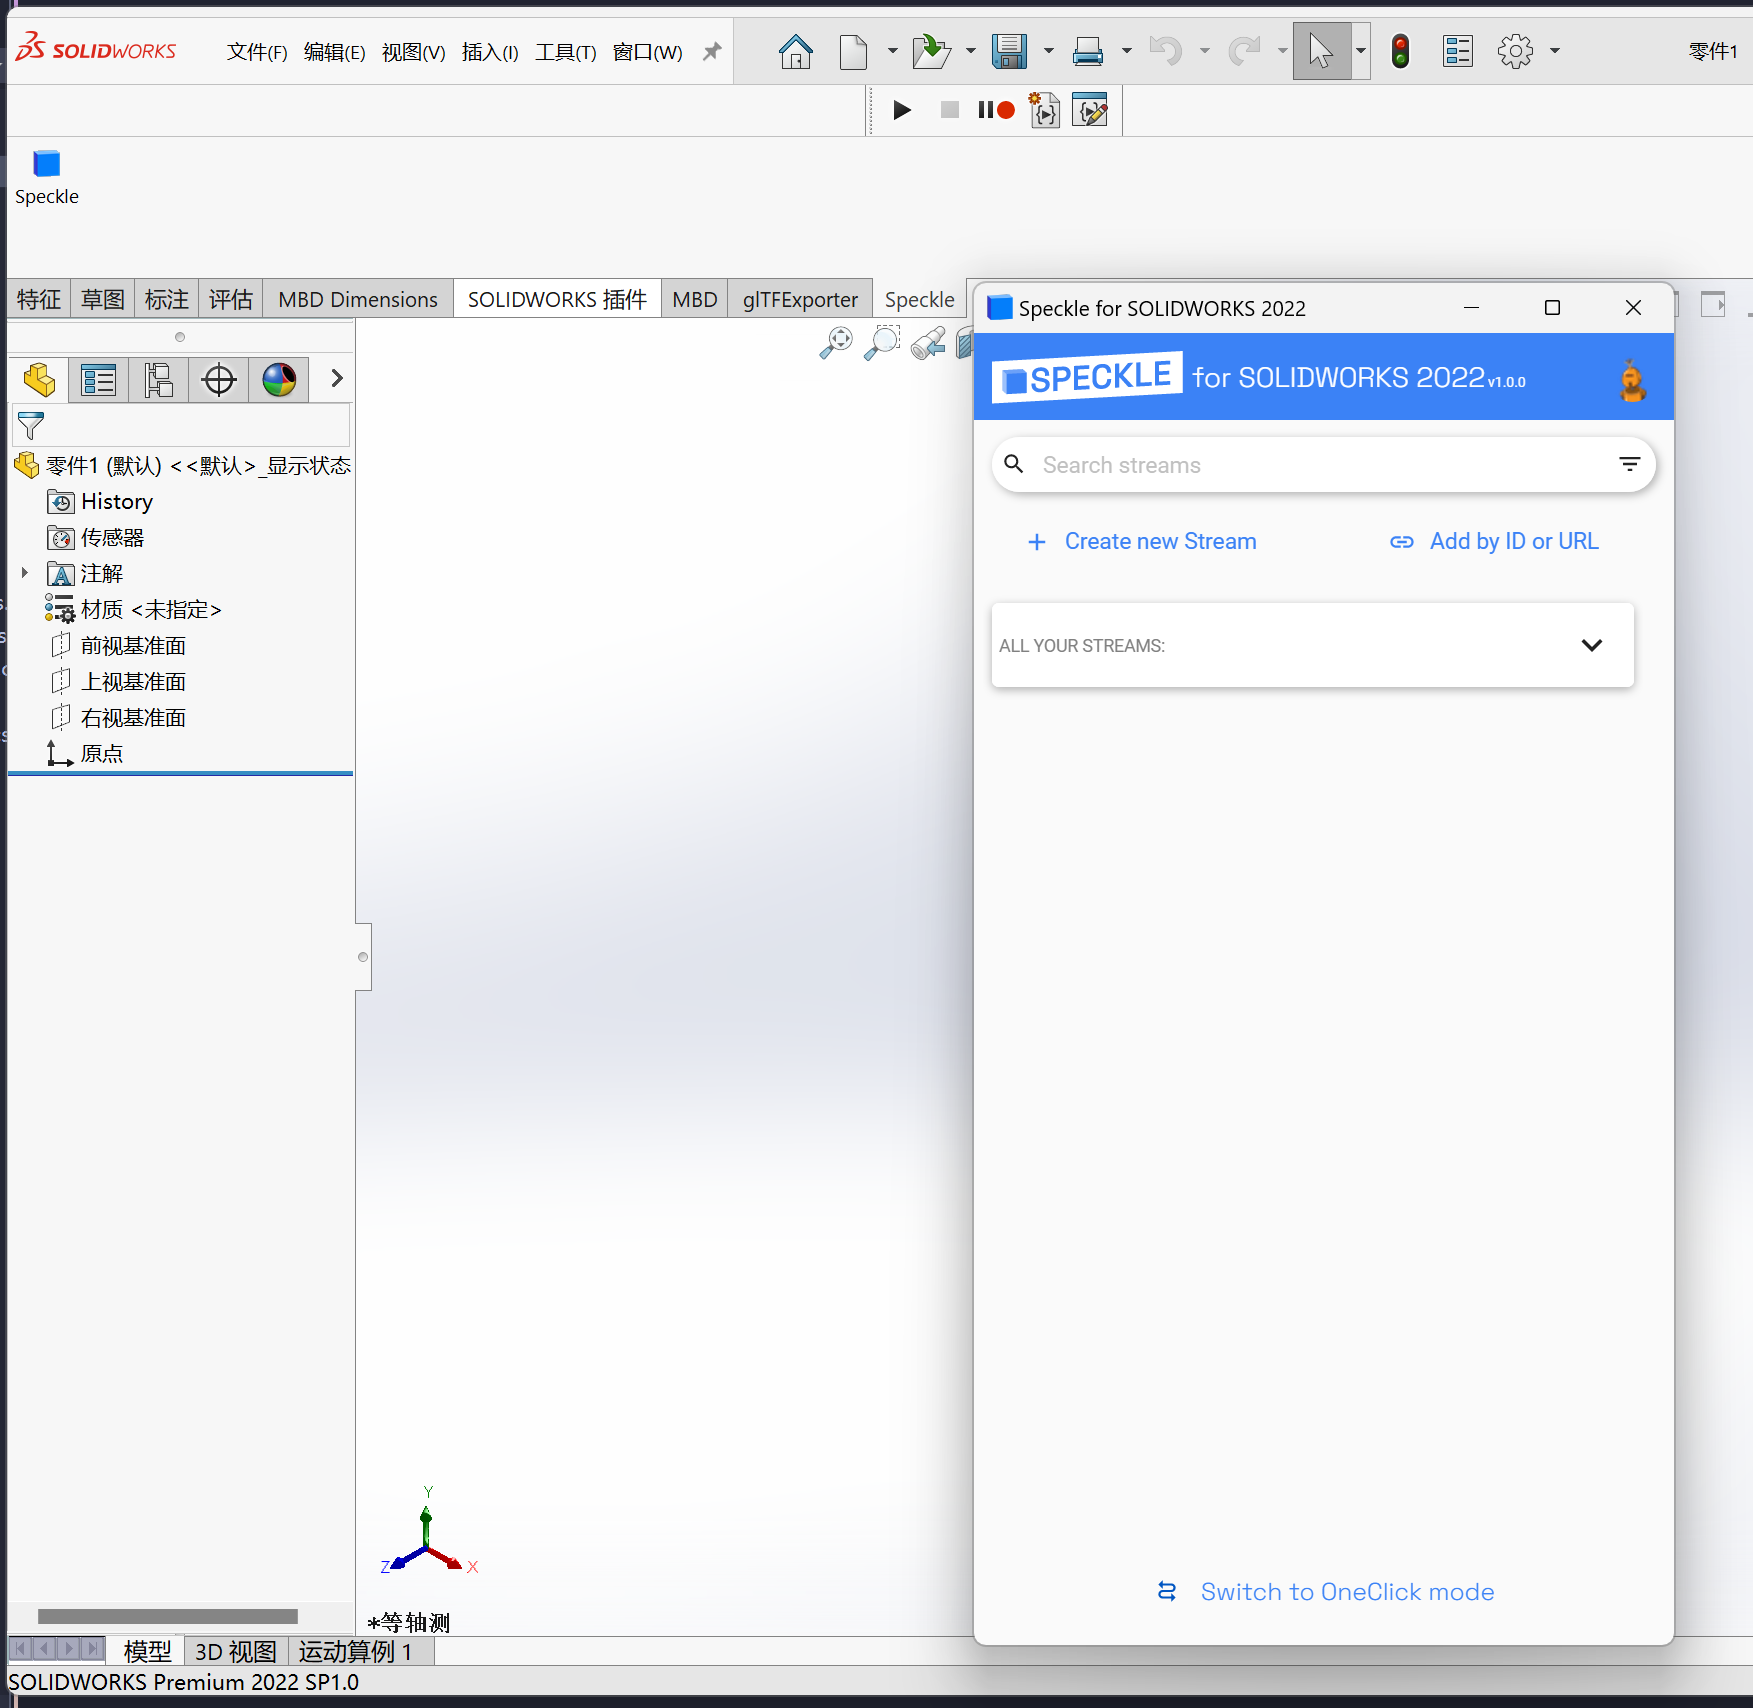 SOLIDWORKS 文件(F) 编辑(E) 视图(V) 插入(I) 工具(T) 窗口(W) 零件1
Speckle
特征 草图 标注 评估 MBD Dimensions SOLIDWORKS 插件 MBD glTFExporter Speckle
零件1 (默认) <<默认>_显示状态
History
传感器
注解
材质 <未指定>
前视基准面
上视基准面
右视基准面
原点
Y
Z X
*等轴测
模型 3D 视图 运动算例 1
SOLIDWORKS Premium 2022 SP1.0
Speckle for SOLIDWORKS 2022
SPECKLE for SOLIDWORKS 2022 v1.0.0
Search streams
Create new Stream Add by ID or URL
ALL YOUR STREAMS:
Switch to OneClick mode